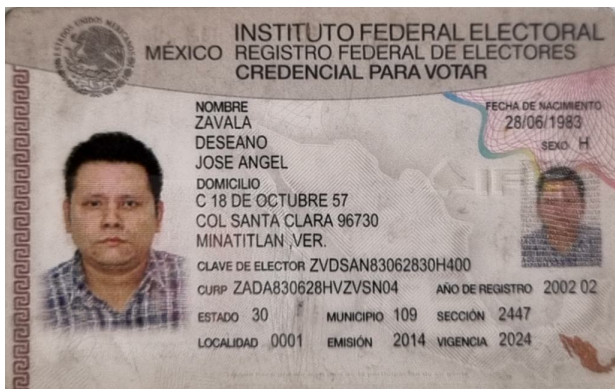 INSTITUTO FEDERAL ELECTORAL
MÉXICO REGISTRO FEDERAL DE ELECTORES
CREDENCIAL PARA VOTAR
NOMBRE
ZAVALA
DESEANO
JOSE ANGEL
FECHA DE NACIMIENTO
28/06/1983
SEXO H
DOMICILIO
C 18 DE OCTUBRE 57
COL SANTA CLARA 96730
MINATITLAN ,VER.
CLAVE DE ELECTOR ZVDSAN83062830H400
CURP ZADA830628HVZVSN04 AÑO DE REGISTRO 2002 02
ESTADO 30 MUNICIPIO 109 SECCIÓN 2447
LOCALIDAD 0001 EMISIÓN 2014 VIGENCIA 2024